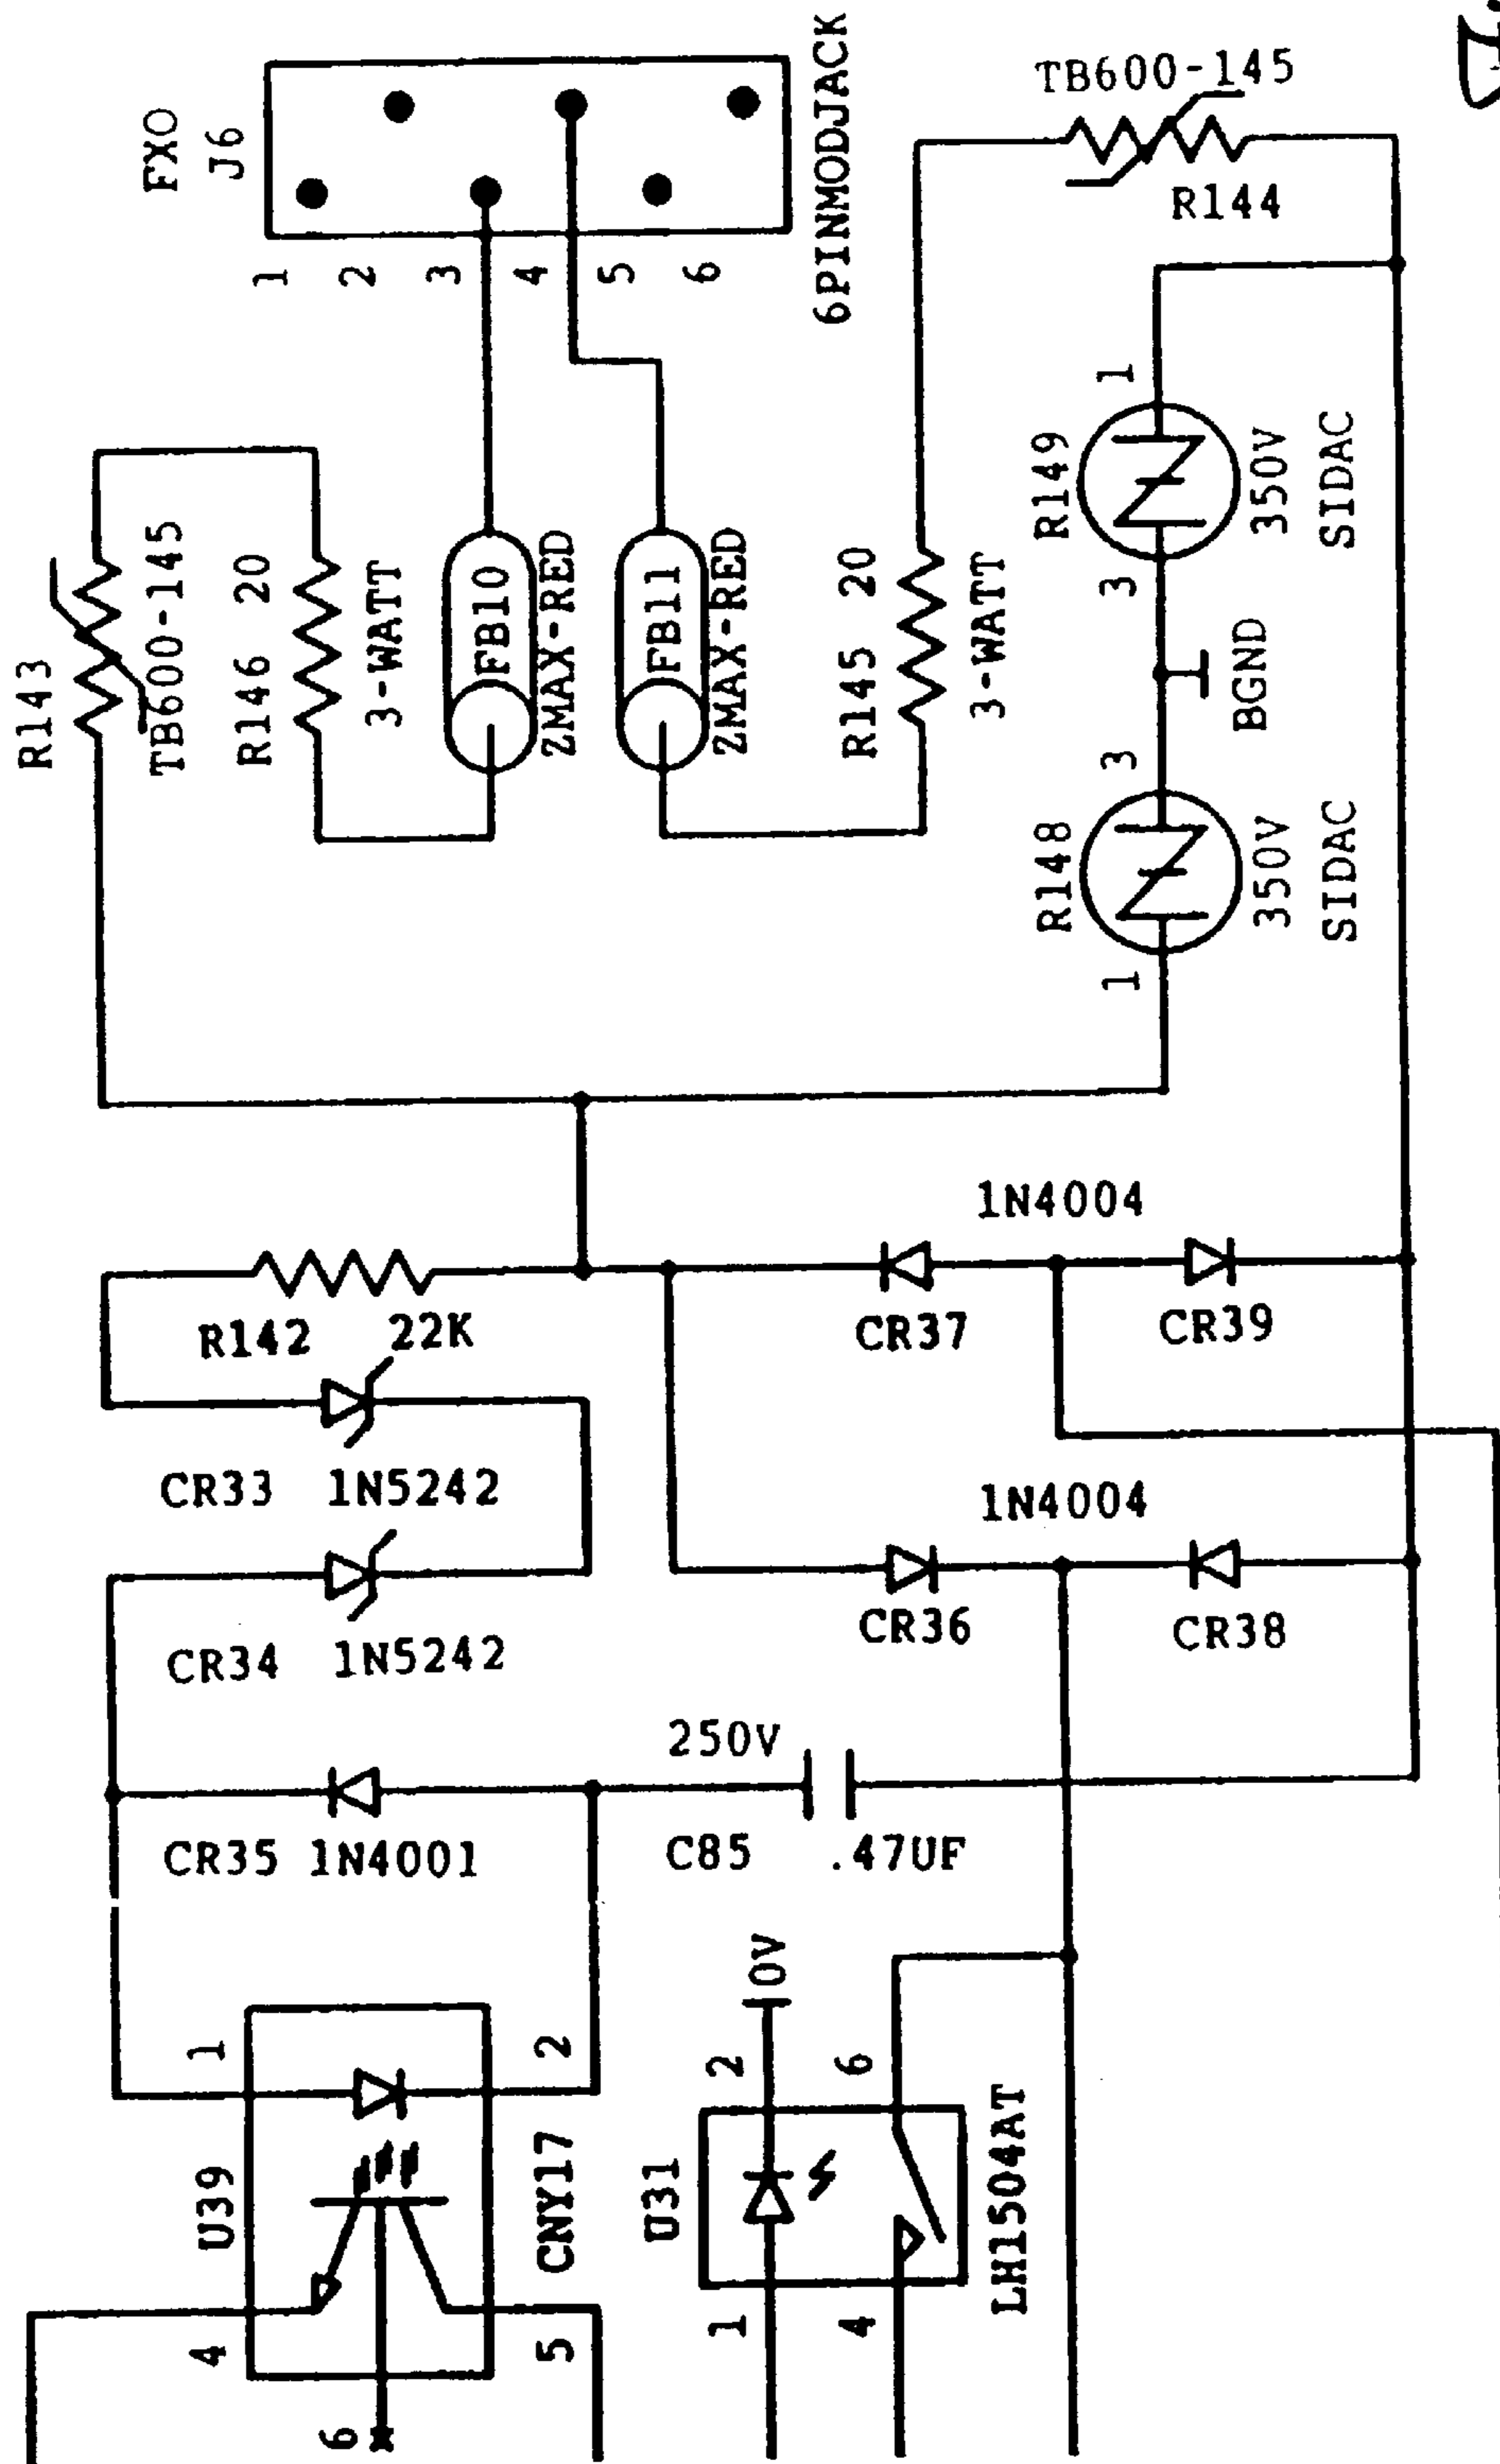 FXO
J6
1
2
3
4
5
6
6PINMODJACK
TB600-145
R144
R143
TB600-145
R146 20
3-WATT
FB10
ZMAX-RED
FB11
ZMAX-RED
R145 20
3-WATT
R149
1
3
350V
SIDAC
BGND
R148
3
1
350V
SIDAC
1N4004
R142 22K
CR37
CR39
CR33 1N5242
1N4004
CR34 1N5242
CR36
CR38
250V
CR35 1N4001
C85 .47UF
0V
1
2
2
6
U39
CNY17
U31
LH1504AT
4
5
1
4
6